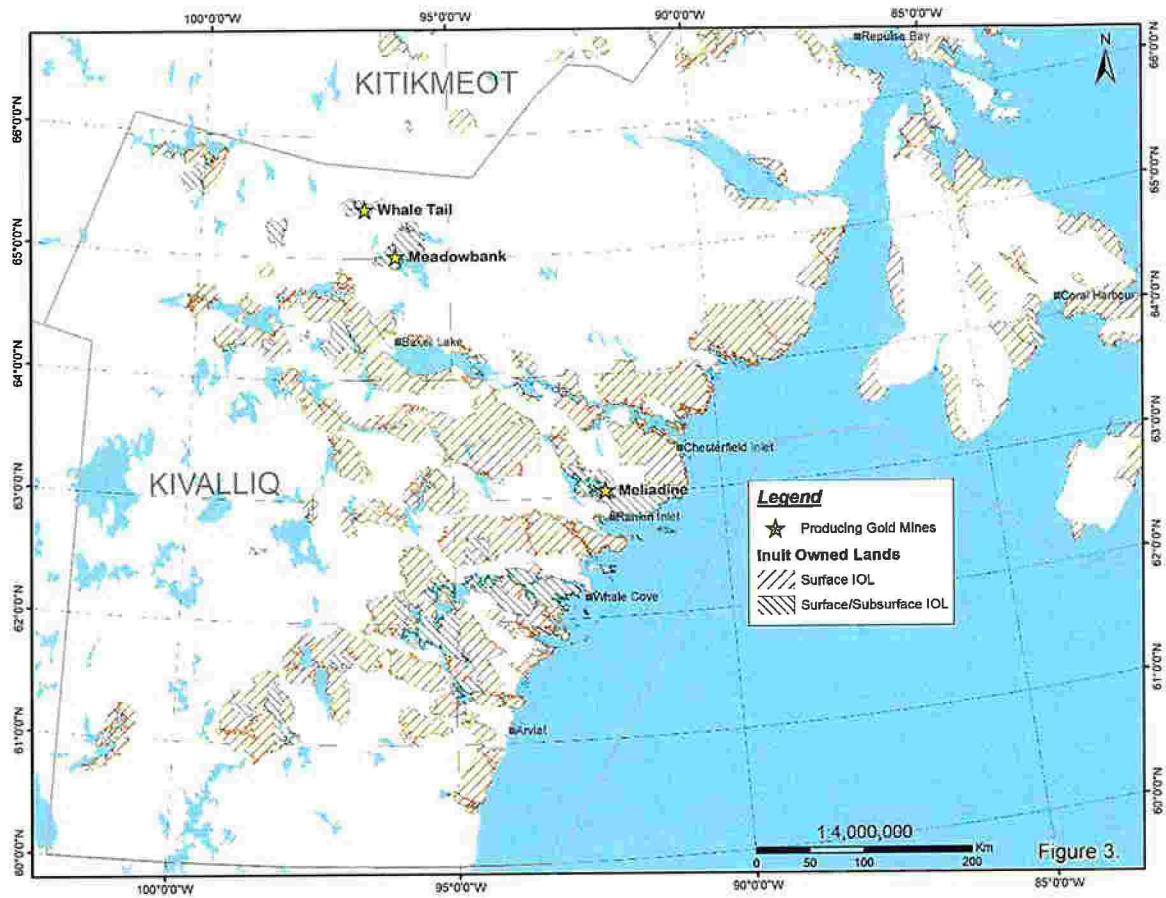 100°0'0"W
95°0'0"W
90°0'0"W
85°0'0"W
N
Repulse Bay
KITIKMEOT
66°0'0"N
66°0'0"N
Whale Tail
65°0'0"N
65°0'0"N
Meadowbank
Coral Harbour
64°0'0"N
Baker Lake
64°0'0"N
Chesterfield Inlet
63°0'0"N
KIVALLIQ
63°0'0"N
Meliadine
Rankin Inlet
Legend
Producing Gold Mines
Inuit Owned Lands
Surface IOL
Surface/Subsurface IOL
62°0'0"N
Whale Cove
62°0'0"N
61°0'0"N
Arviat
61°0'0"N
60°0'0"N
1:4,000,000
Km
0 50 100 200
Figure 3.
60°0'0"N
100°0'0"W
95°0'0"W
90°0'0"W
85°0'0"W